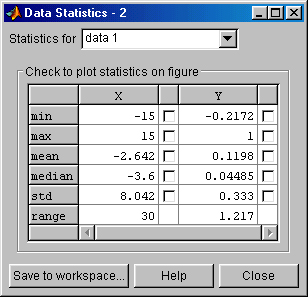 Data Statistics - 2
Statistics for data 1
Check to plot statistics on figure
X Y
min -15 -0.2172
max 15 1
mean -2.642 0.1198
median -3.6 0.04485
std 8.042 0.333
range 30 1.217
Save to workspace... Help Close